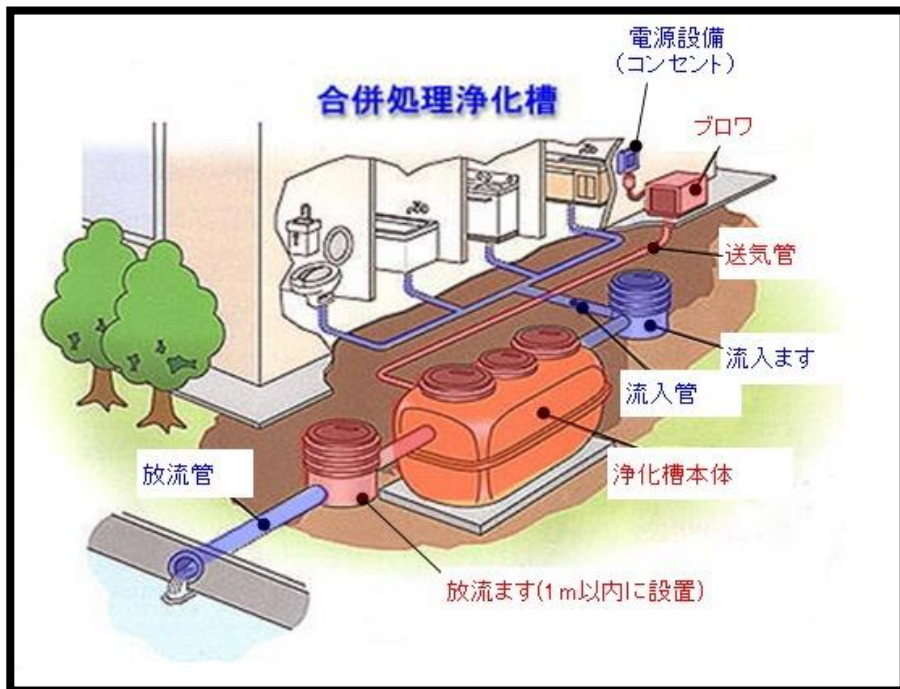 電源設備
(コンセント)
合併処理浄化槽
ブロワ
送気管
流入ます
流入管
浄化槽本体
放流管
放流ます(1m以内に設置)